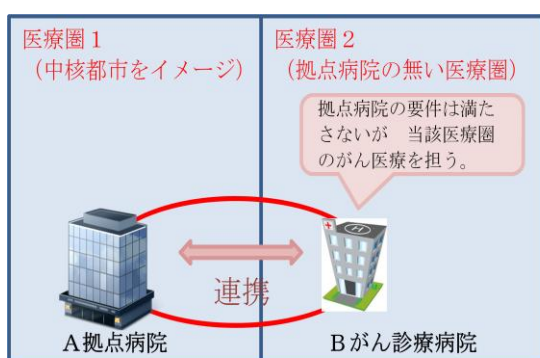 医療圏１
（中核都市をイメージ）
医療圏２
（拠点病院の無い医療圏）
拠点病院の要件は満た
さないが　当該医療圏
のがん医療を担う。
H
連携
Ａ拠点病院
Ｂがん診療病院